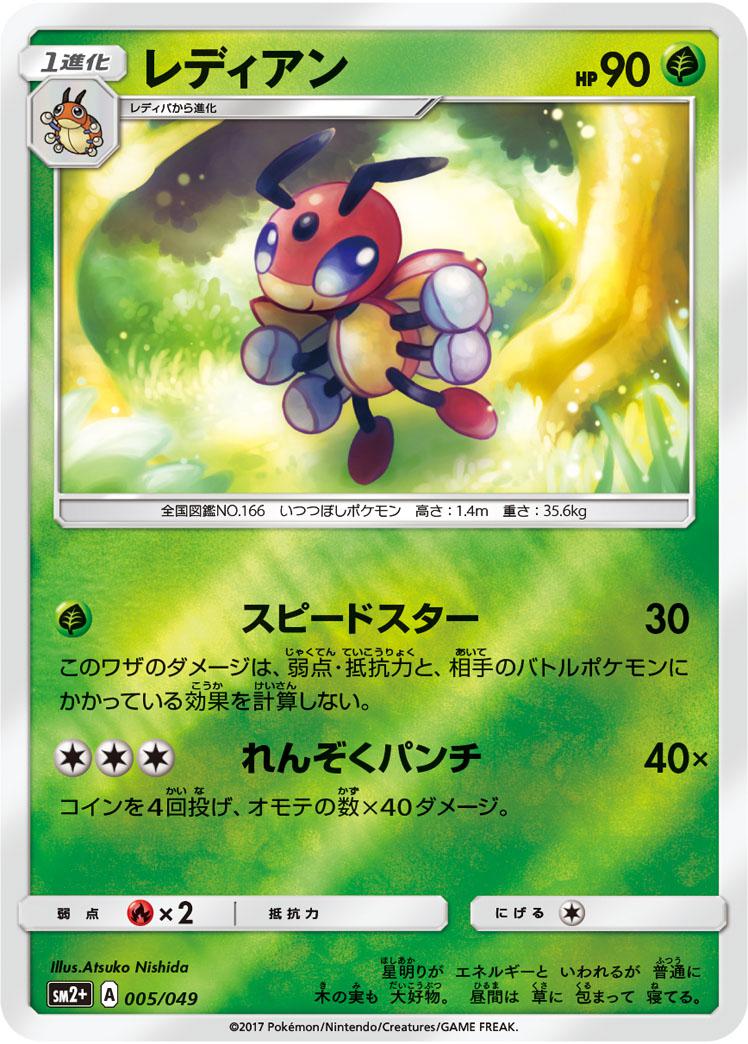 1進化
レディアン
HP90
レディバから進化
全国図鑑NO.166 いつつぼしポケモン 高さ：1.4m 重さ：35.6kg
スピードスター 30
このワザのダメージは、弱点・抵抗力と、相手のバトルポケモンに
かかっている効果を計算しない。
れんぞくパンチ 40×
コインを4回投げ、オモテの数×40ダメージ。
弱点 ×2 抵抗力 にげる
Illus.Atsuko Nishida
SM2+ A 005/049
星明りが エネルギーと いわれるが 普通に
木の実も 大好物。 昼間は 草に 包まって 寝てる。
©2017 Pokémon/Nintendo/Creatures/GAME FREAK.